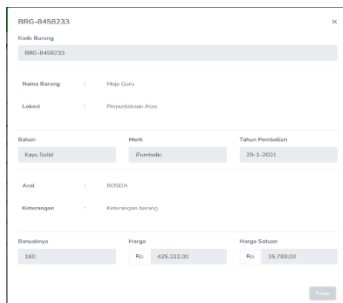 BRG-8458233 ×
Kode Barang
BRG-8458233
Nama Barang : Meja Guru
Lokasi : Perpustakaan Atas
Bahan Merk Tahun Pembelian
Kayu Solid 29-1-2001
Asal : BOSDA
Keterangan : Keterangan barang
Banyaknya Harga Harga Satuan
160 Rp. 425.322,00 Rp. 35.789,00
Tutup